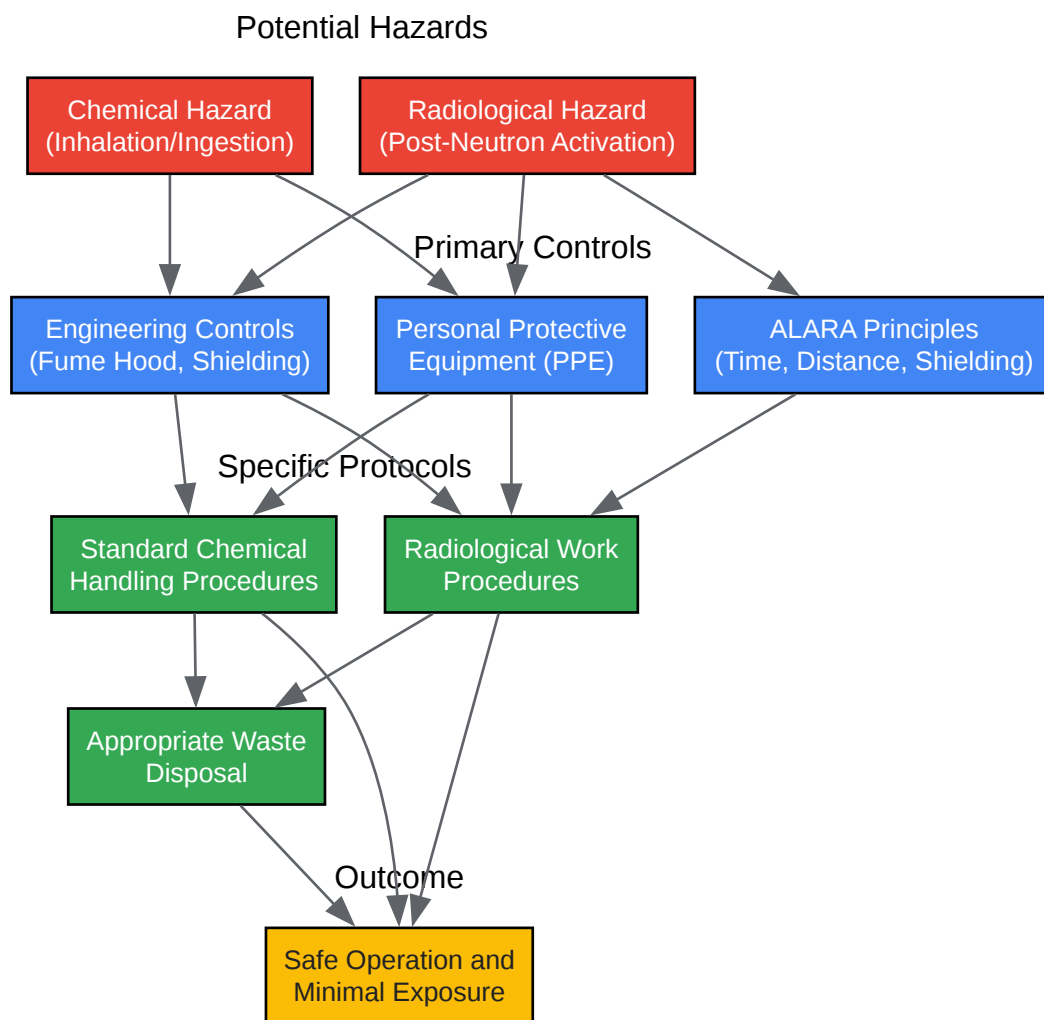 Potential Hazards
Chemical Hazard
(Inhalation/Ingestion)
Radiological Hazard
(Post-Neutron Activation)
Primary Controls
Engineering Controls
(Fume Hood, Shielding)
Personal Protective
Equipment (PPE)
ALARA Principles
(Time, Distance, Shielding)
Specific Protocols
Standard Chemical
Handling Procedures
Radiological Work
Procedures
Appropriate Waste
Disposal
Outcome
Safe Operation and
Minimal Exposure